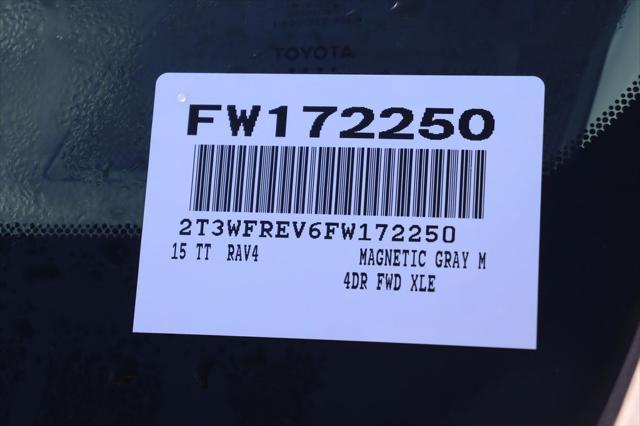 TOYOTA
FW172250
2T3WFREV6FW172250
15 TT RAV4 MAGNETIC GRAY M
4DR FWD XLE